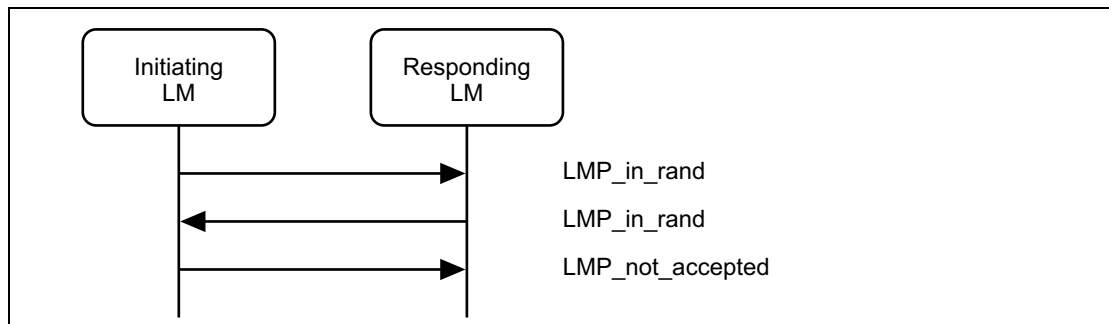 Initiating
LM
Responding
LM
LMP_in_rand
LMP_in_rand
LMP_not_accepted